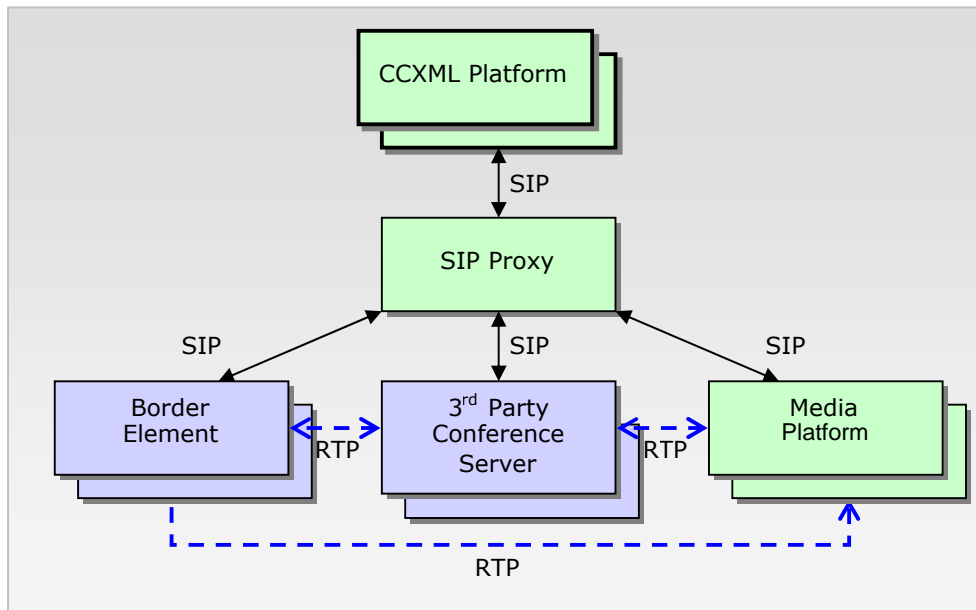 CCXML Platform
SIP
SIP Proxy
SIP
SIP
SIP
Border
Element
3rd Party
Conference
Server
Media
Platform
RTP
RTP
RTP